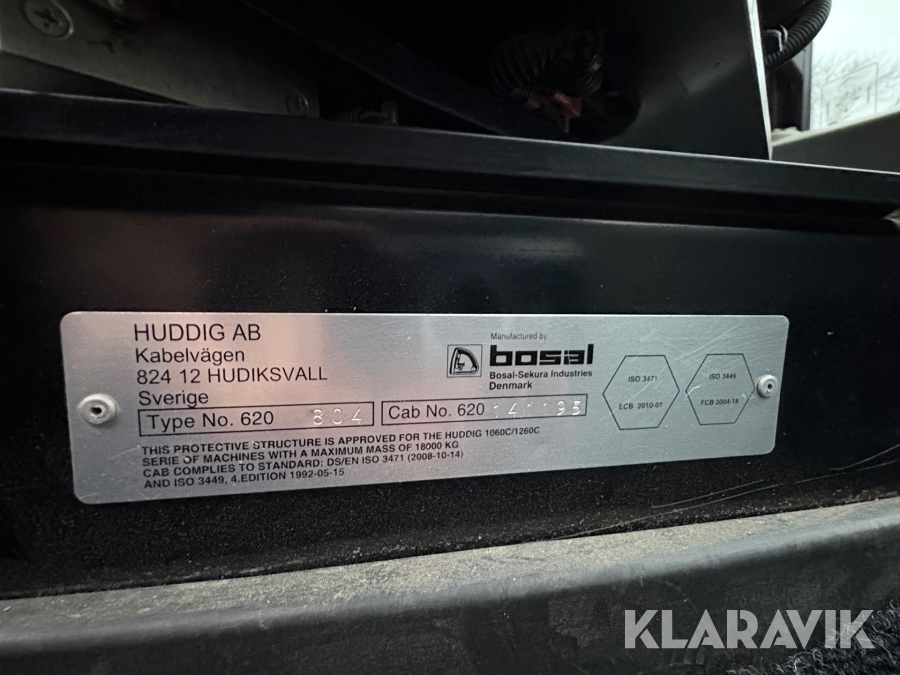 HUDDIG AB
Kabelvägen
824 12 HUDIKSVALL
Sverige
Manufactured by
bosal
Bosal-Sekura Industries
Denmark
ISO 3471
ECB 2010-01
ISO 3449
FCB 2004-18
Type No. 620 804
Cab No. 620 141193
THIS PROTECTIVE STRUCTURE IS APPROVED FOR THE HUDDIG 1060C/1260C
SERIE OF MACHINES WITH A MAXIMUM MASS OF 18000 KG.
CAB COMPLIES TO STANDARD: DS/EN ISO 3471 (2008-10-14)
AND ISO 3449, 4.EDITION 1992-05-15
KLARAVIK